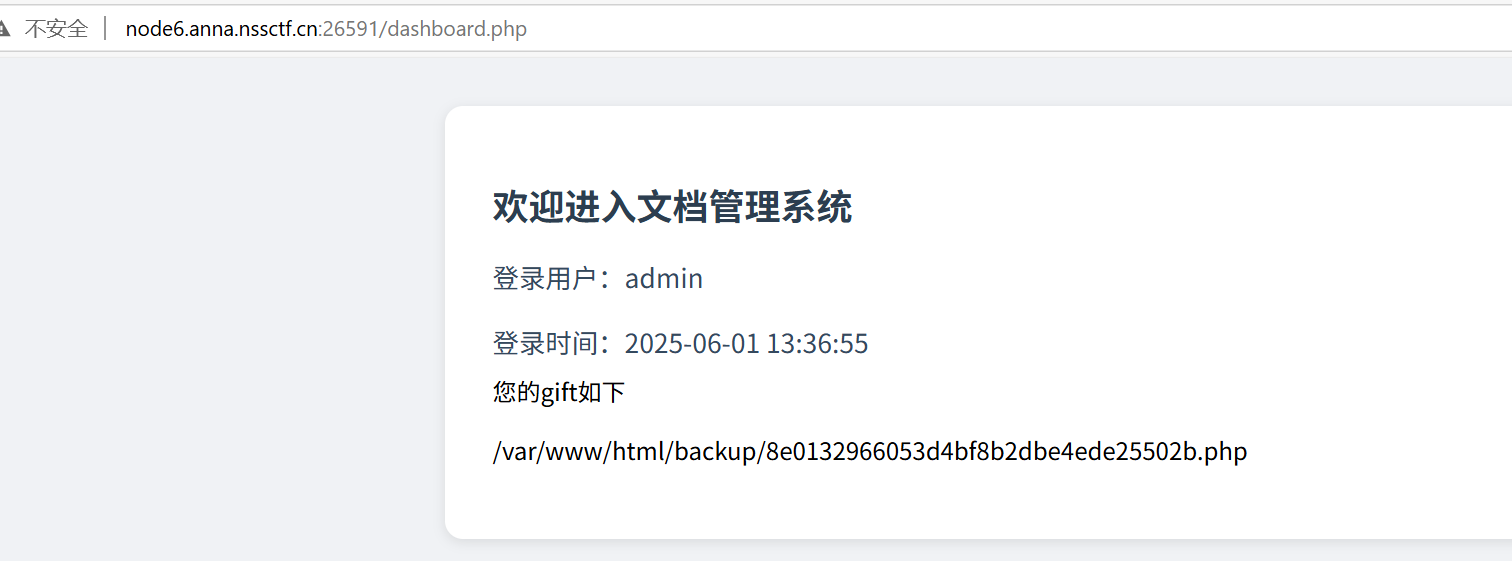 不安全 | node6.anna.nssctf.cn:26591/dashboard.php
欢迎进入文档管理系统
登录用户：admin
登录时间：2025-06-01 13:36:55
您的gift如下
/var/www/html/backup/8e0132966053d4bf8b2dbe4ede25502b.php